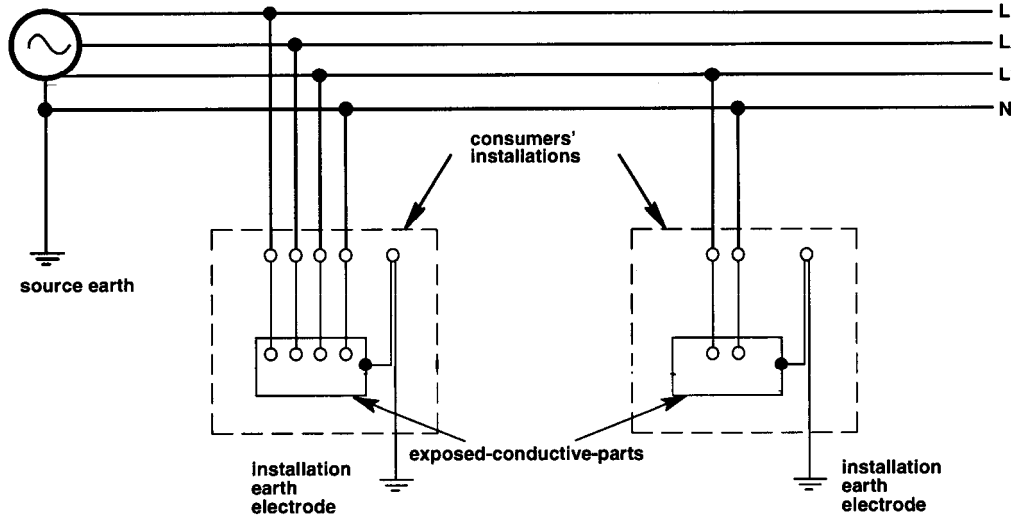 L
L
L
N
consumers'
installations
source earth
exposed-conductive-parts
installation
earth
electrode
installation
earth
electrode